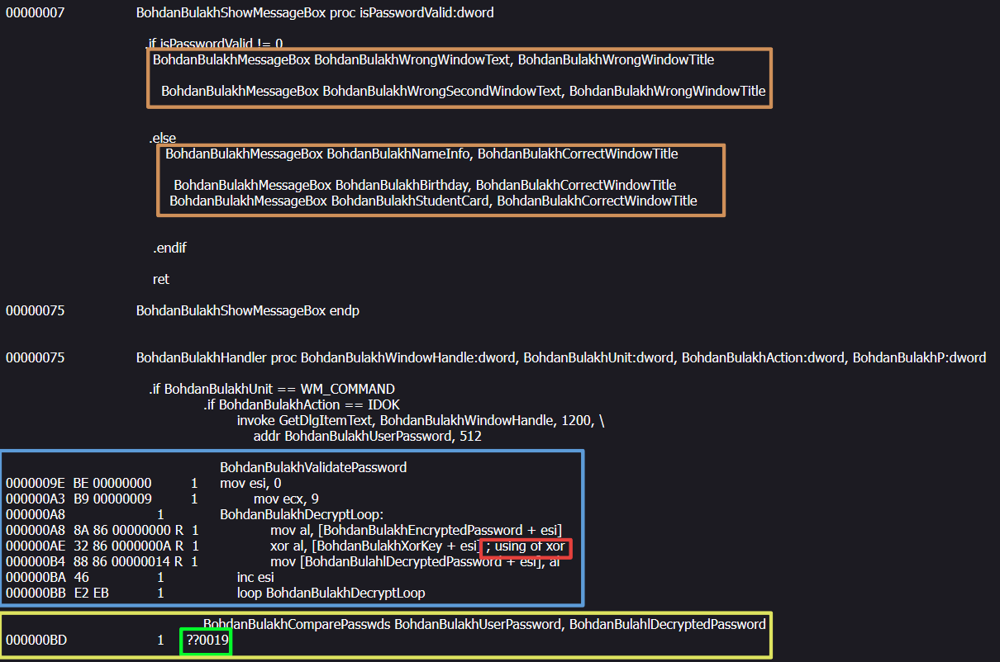 00000007 BohdanBulakhShowMessageBox proc isPasswordValid:dword
.if isPasswordValid != 0
BohdanBulakhMessageBox BohdanBulakhWrongWindowText, BohdanBulakhWrongWindowTitle
BohdanBulakhMessageBox BohdanBulakhWrongSecondWindowText, BohdanBulakhWrongWindowTitle
.else
BohdanBulakhMessageBox BohdanBulakhNameInfo, BohdanBulakhCorrectWindowTitle
BohdanBulakhMessageBox BohdanBulakhBirthday, BohdanBulakhCorrectWindowTitle
BohdanBulakhMessageBox BohdanBulakhStudentCard, BohdanBulakhCorrectWindowTitle
.endif
ret
00000075 BohdanBulakhShowMessageBox endp
00000075 BohdanBulakhHandler proc BohdanBulakhWindowHandle:dword, BohdanBulakhUnit:dword, BohdanBulakhAction:dword, BohdanBulakhP:dword
.if BohdanBulakhUnit == WM_COMMAND
.if BohdanBulakhAction == IDOK
invoke GetDlgItemText, BohdanBulakhWindowHandle, 1200, \
addr BohdanBulakhUserPassword, 512
BohdanBulakhValidatePassword
0000009E BE 00000000 1 mov esi, 0
000000A3 B9 00000009 1 mov ecx, 9
000000A8 1 BohdanBulakhDecryptLoop:
000000A8 8A 86 00000000 R 1 mov al, [BohdanBulakhEncryptedPassword + esi]
000000AE 32 86 0000000A R 1 xor al, [BohdanBulakhXorKey + esi] ; using of xor
000000B4 88 86 00000014 R 1 mov [BohdanBulahlDecryptedPassword + esi], al
000000BA 46 1 inc esi
000000BB E2 EB 1 loop BohdanBulakhDecryptLoop
BohdanBulakhComparePasswds BohdanBulakhUserPassword, BohdanBulahlDecryptedPassword
000000BD 1 ??0019